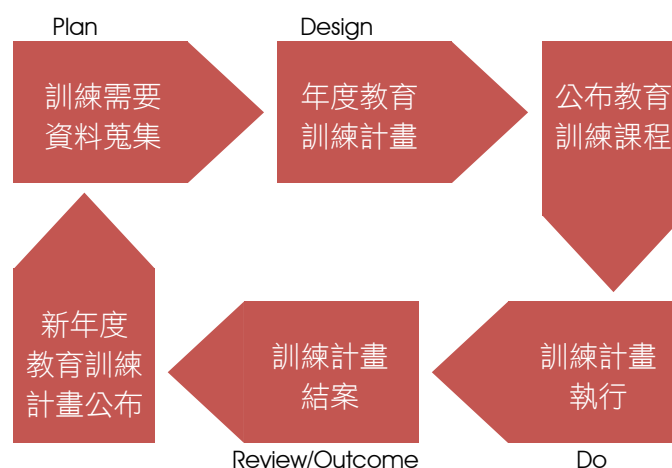 Plan
訓練需要
資料蒐集
Design
年度教育
訓練計畫
公布教育
訓練課程
訓練計畫
執行
Do
訓練計畫
結案
Review/Outcome
新年度
教育訓練
計畫公布